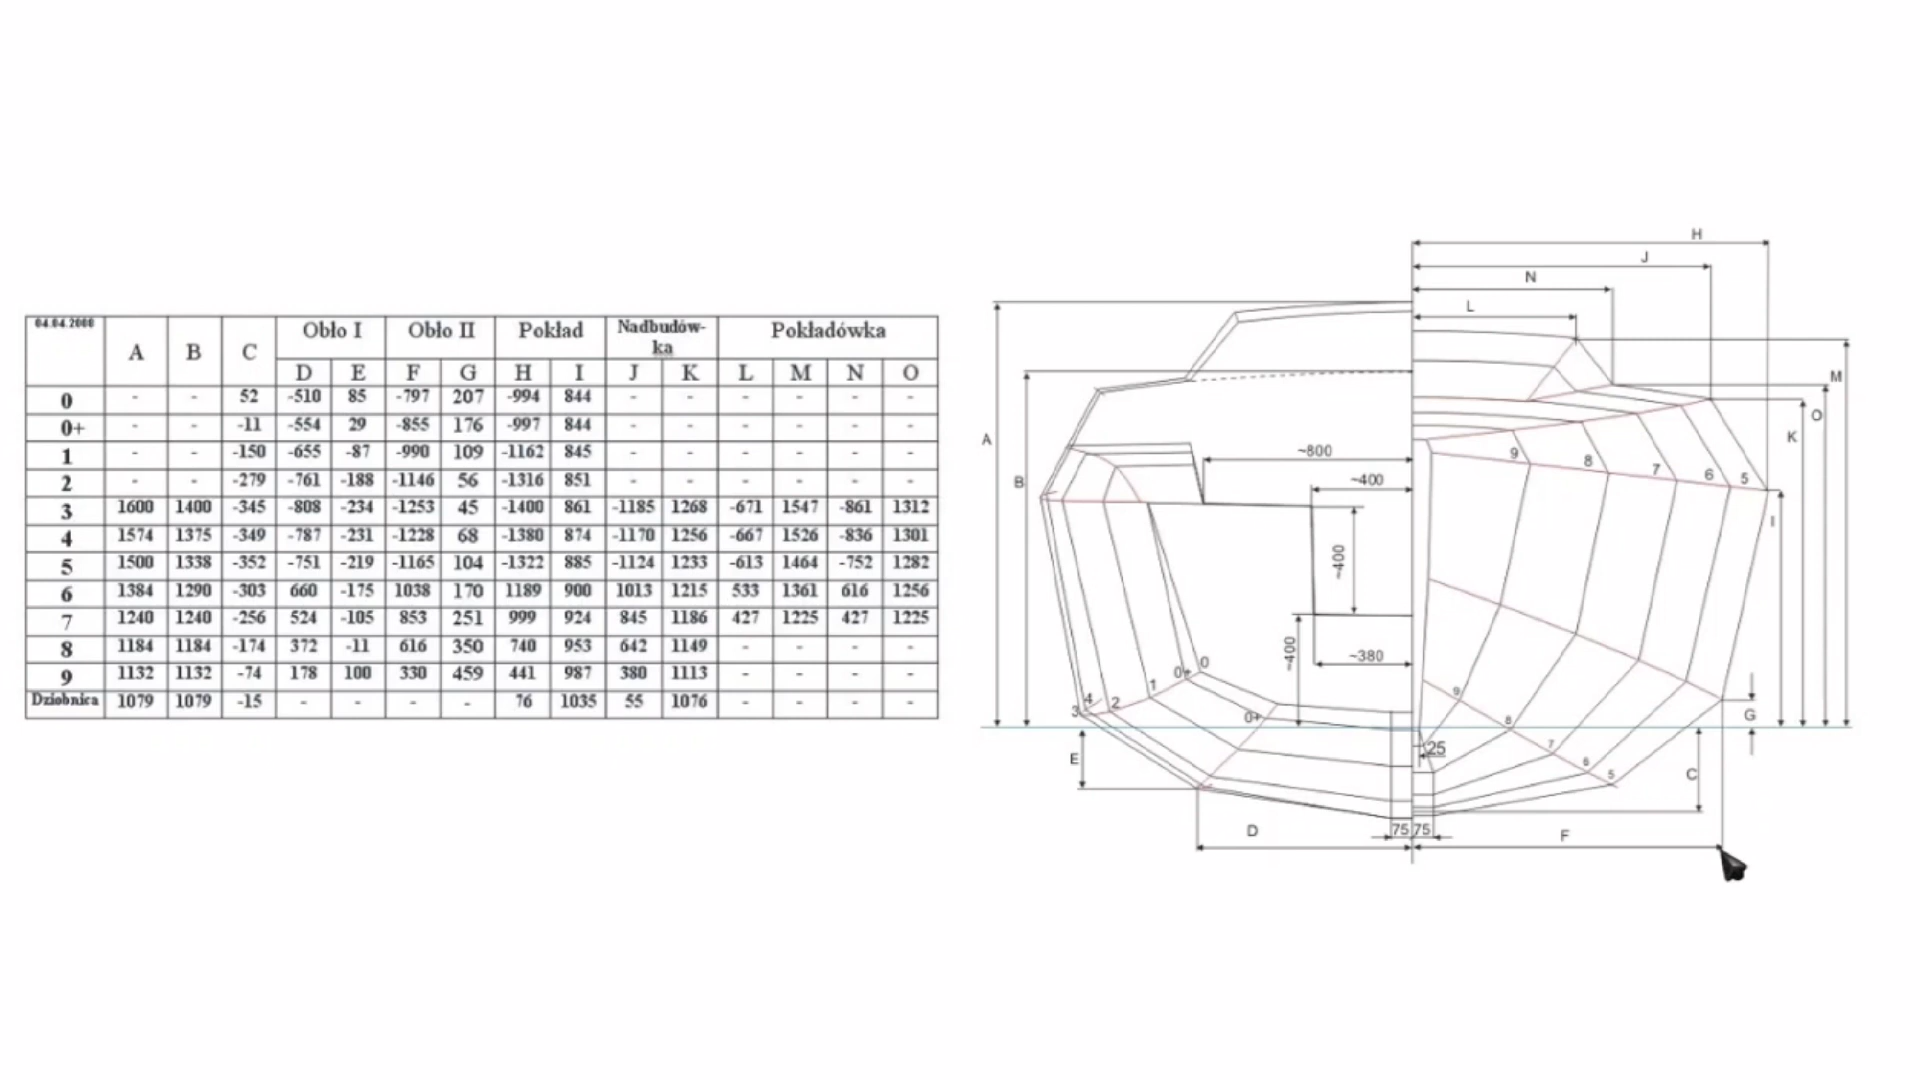 04.04.2000 A B C Obło I Obło II Pokład Nadbudów-ka Pokładówka
D E F G H I J K L M N O
0 - - 52 -510 85 -797 207 -994 844 - - - - - -
0+ - - -11 -554 29 -855 176 -997 844 - - - - - -
1 - - -150 -655 -87 -990 109 -1162 845 - - - - - -
2 - - -279 -761 -188 -1146 56 -1316 851 - - - - - -
3 1600 1400 -345 -808 -234 -1253 45 -1400 861 -1185 1268 -671 1547 -861 1312
4 1574 1375 -349 -787 -231 -1228 68 -1380 874 -1170 1256 -667 1526 -836 1301
5 1500 1338 -352 -751 -219 -1165 104 -1322 885 -1124 1233 -613 1464 -752 1282
6 1384 1290 -303 660 -175 1038 170 1189 900 1013 1215 533 1361 616 1256
7 1240 1240 -256 524 -105 853 251 999 924 845 1186 427 1225 427 1225
8 1184 1184 -174 372 -11 616 350 740 953 642 1149 - - - -
9 1132 1132 -74 178 100 330 459 441 987 380 1113 - - - -
Dziobnica 1079 1079 -15 - - - - 76 1035 55 1076 - - - -
H
J
N
L
M
O
A
K
~800
9 8 7 6 5
B
~400
I
~400
~400
~380
0+ 0
1
4
2
3
0+
9
8
7
6
5
G
25
E
C
D
75 75
F